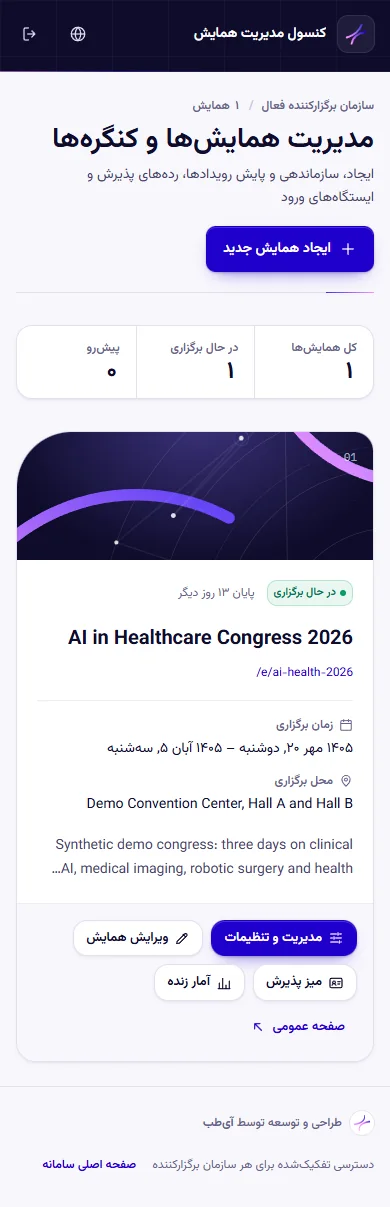 کنسول مدیریت همایش
سازمان برگزارکننده فعال / ۱ همایش
مدیریت همایش‌ها و کنگره‌ها
ایجاد، سازماندهی و پایش رویدادها، رده‌های پذیرش و
ایستگاه‌های ورود
ایجاد همایش جدید
کل همایش‌ها
۱
در حال برگزاری
۱
پیش‌رو
۰
01
در حال برگزاری
پایان ۱۳ روز دیگر
AI in Healthcare Congress 2026
/e/ai-health-2026
زمان برگزاری
۱۴۰۵ مهر ۲۰, دوشنبه – ۱۴۰۵ آبان ۵, سه‌شنبه
محل برگزاری
Demo Convention Center, Hall A and Hall B
Synthetic demo congress: three days on clinical
AI, medical imaging, robotic surgery and health…
مدیریت و تنظیمات
ویرایش همایش
میز پذیرش
آمار زنده
صفحه عمومی
طراحی و توسعه توسط آی‌طب
دسترسی تفکیک‌شده برای هر سازمان برگزارکننده
صفحه اصلی سامانه